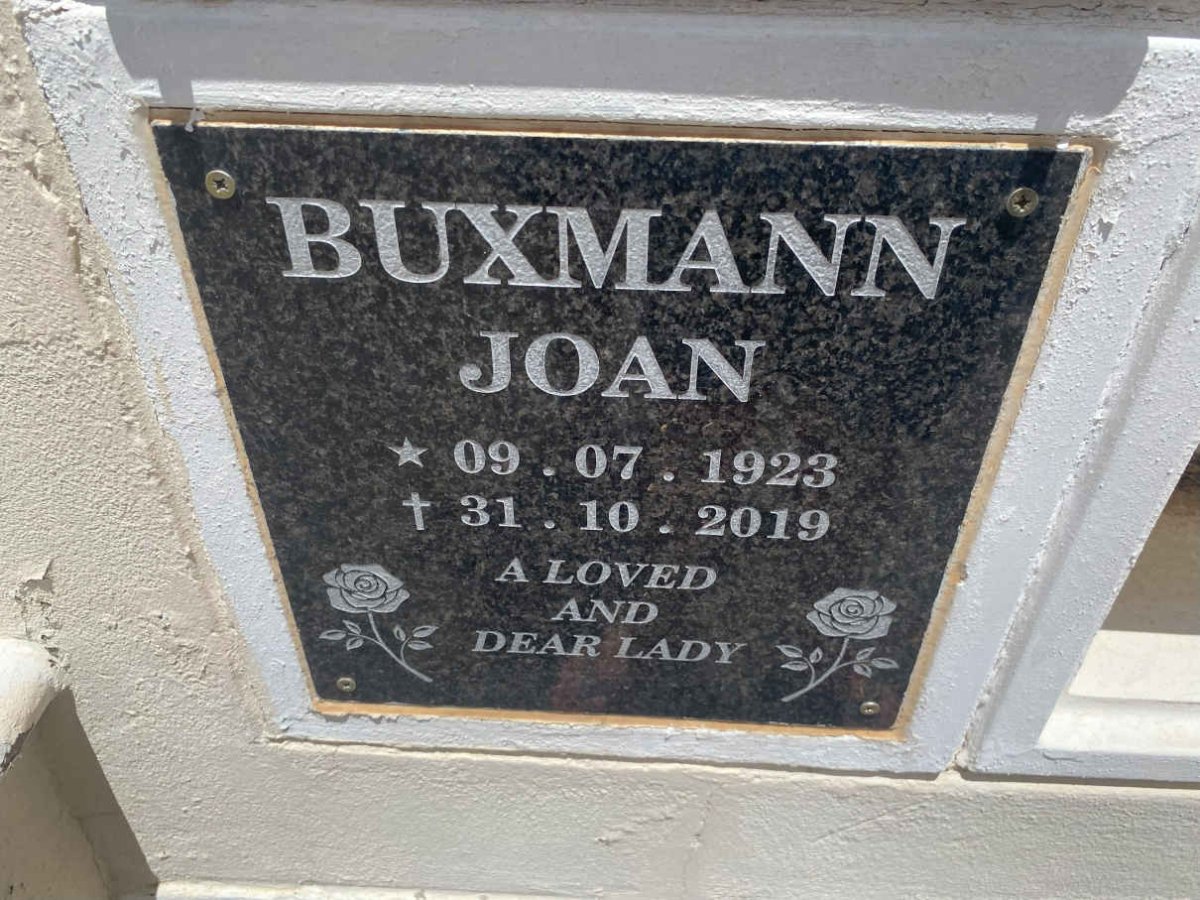 BUXMANN
JOAN
★ 09 . 07 . 1923
✝ 31 . 10 . 2019
A LOVED
AND
DEAR LADY